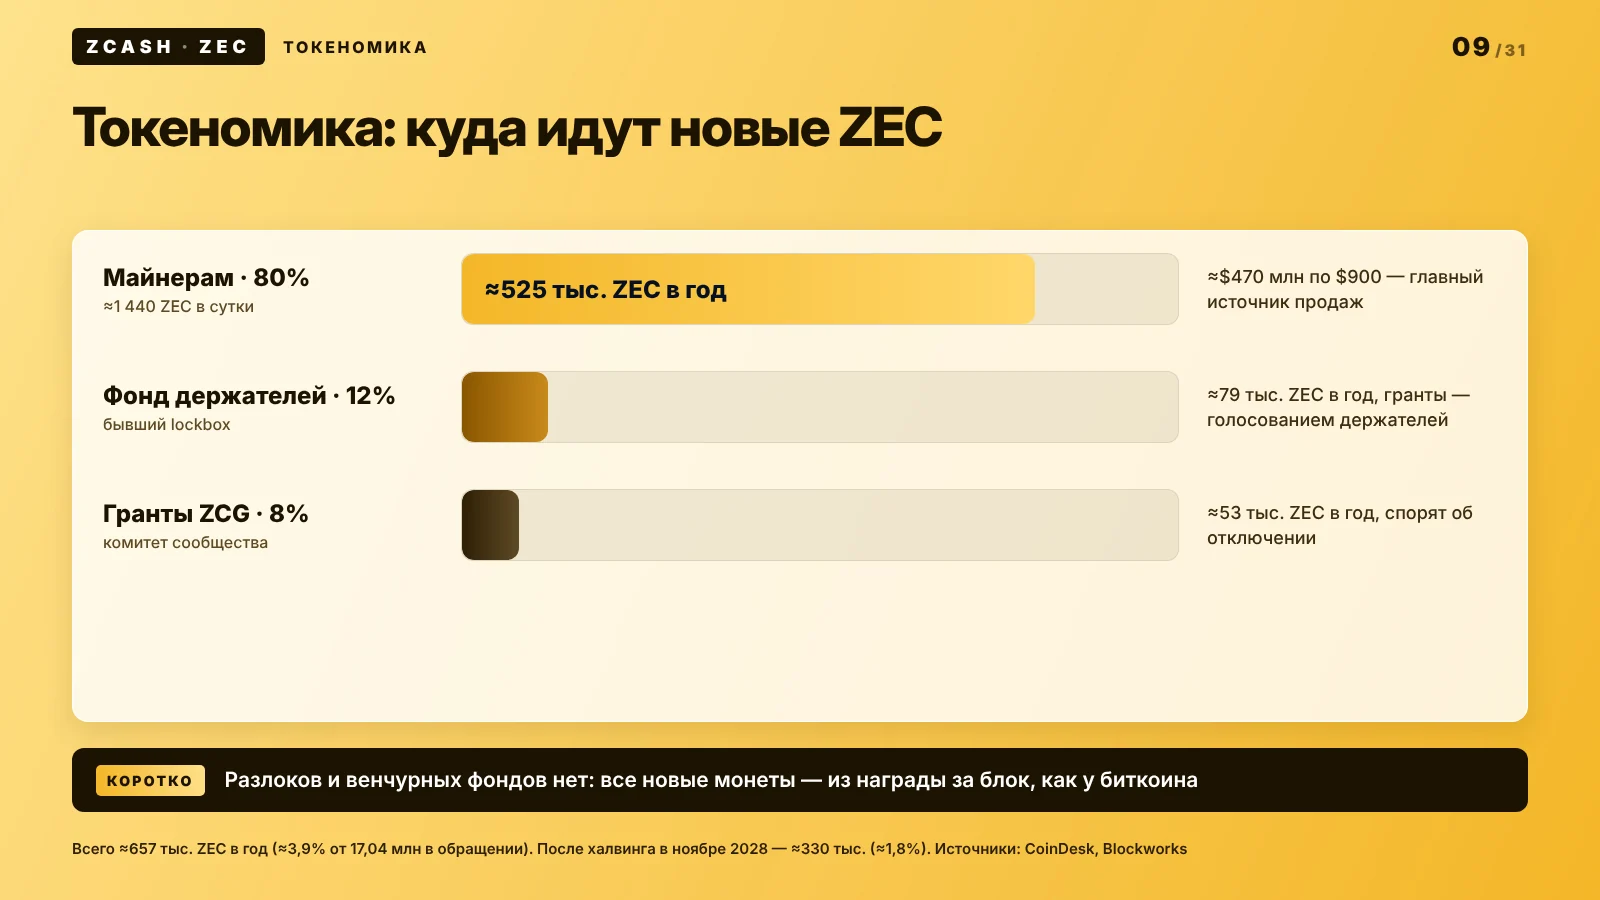 ZCASH · ZEC ТОКЕНОМИКА
09 /31
Токеномика: куда идут новые ZEC
Майнерам · 80%
≈1 440 ZEC в сутки
≈525 тыс. ZEC в год
≈$470 млн по $900 — главный
источник продаж
Фонд держателей · 12%
бывший lockbox
≈79 тыс. ZEC в год, гранты —
голосованием держателей
Гранты ZCG · 8%
комитет сообщества
≈53 тыс. ZEC в год, спорят об
отключении
КОРОТКО Разлоков и венчурных фондов нет: все новые монеты — из награды за блок, как у биткоина
Всего ≈657 тыс. ZEC в год (≈3,9% от 17,04 млн в обращении). После халвинга в ноябре 2028 — ≈330 тыс. (≈1,8%). Источники: CoinDesk, Blockworks